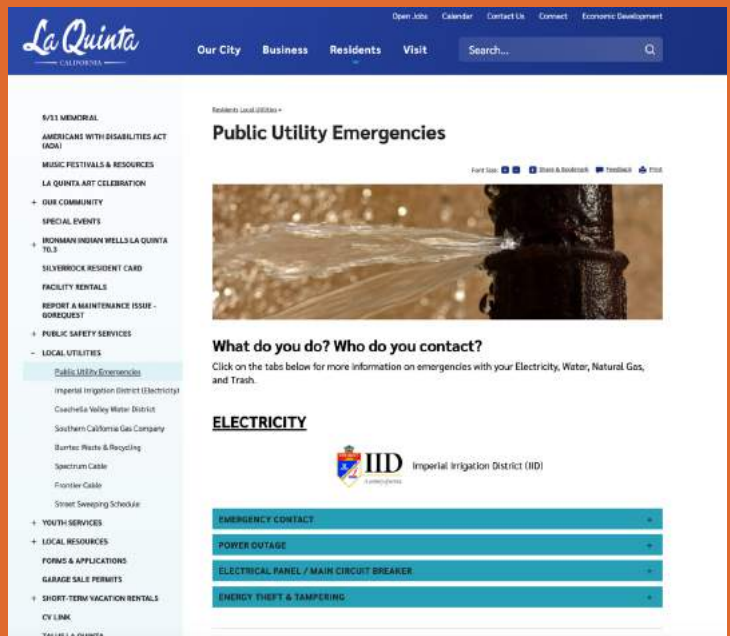 Open Jobs Calendar Contact Us Connect Economic Development
La Quinta
CALIFORNIA
Our City Business Residents Visit Search...
9/11 MEMORIAL
AMERICANS WITH DISABILITIES ACT
(ADA)
MUSIC FESTIVALS & RESOURCES
LA QUINTA ART CELEBRATION
+ OUR COMMUNITY
SPECIAL EVENTS
+ IRONMAN INDIAN WELLS LA QUINTA
70.3
SILVERROCK RESIDENT CARD
FACILITY RENTALS
REPORT A MAINTENANCE ISSUE -
GOREQUEST
+ PUBLIC SAFETY SERVICES
- LOCAL UTILITIES
Public Utility Emergencies
Imperial Irrigation District (Electricity)
Coachella Valley Water District
Southern California Gas Company
Burrtec Waste & Recycling
Spectrum Cable
Frontier Cable
Street Sweeping Schedule
+ YOUTH SERVICES
+ LOCAL RESOURCES
FORMS & APPLICATIONS
GARAGE SALE PERMITS
+ SHORT-TERM VACATION RENTALS
CV LINK
Residents Local Utilities »
Public Utility Emergencies
Font Size: + - Share & Bookmark Feedback Print
What do you do? Who do you contact?
Click on the tabs below for more information on emergencies with your Electricity, Water, Natural Gas,
and Trash.
ELECTRICITY
IID
Imperial Irrigation District (IID)
EMERGENCY CONTACT +
POWER OUTAGE +
ELECTRICAL PANEL / MAIN CIRCUIT BREAKER +
ENERGY THEFT & TAMPERING +